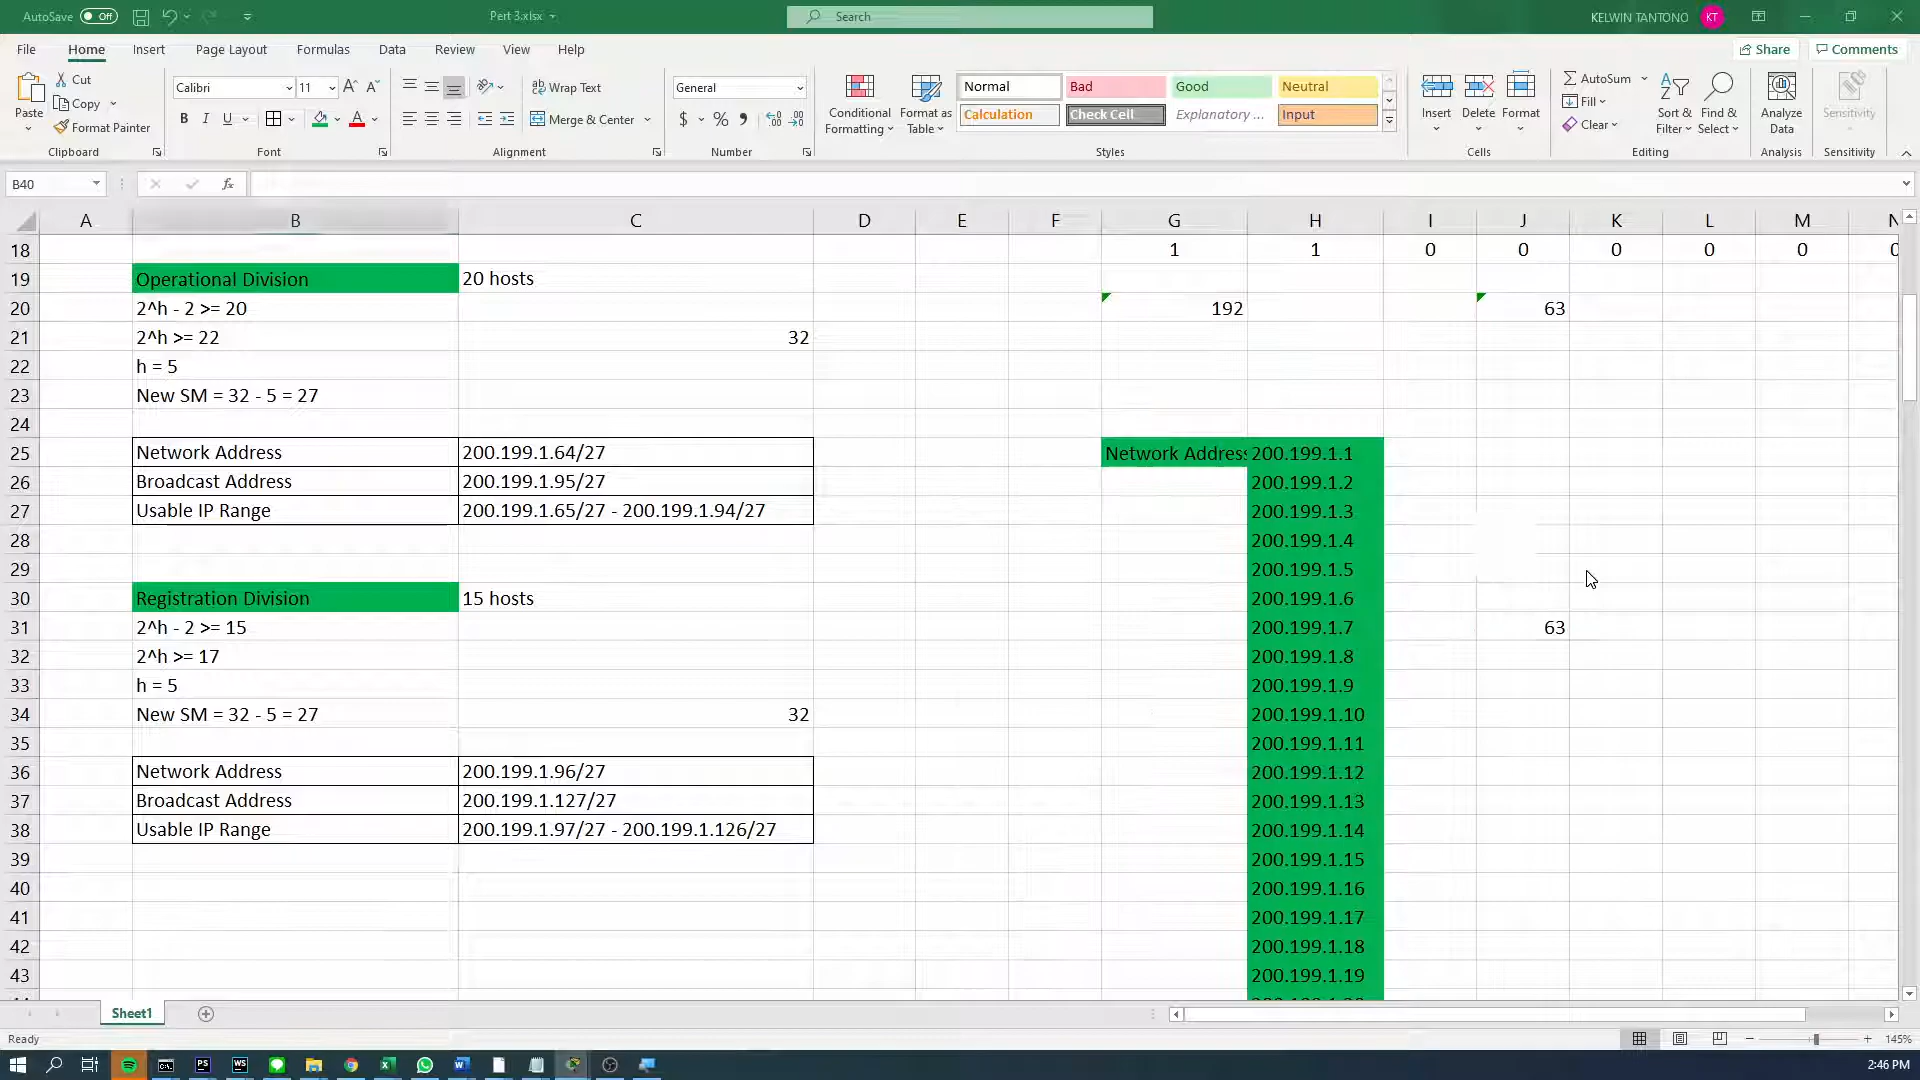 AutoSave Off Pert 3.xlsx Search KELWIN TANTONO KT
File Home Insert Page Layout Formulas Data Review View Help Share Comments
Paste Cut Copy Format Painter Clipboard
Calibri 11 B I U A Font
Wrap Text Merge & Center Alignment
General $ % Number
Conditional Formatting Format as Table Normal Bad Good Neutral Calculation Check Cell Explanatory ... Input Styles
Insert Delete Format Cells
AutoSum Fill Clear Sort & Filter Find & Select Editing
Analyze Data Analysis Sensitivity Sensitivity
B40 fx
A B C D E F G H I J K L M N
18 1 1 0 0 0 0 0 0
19 Operational Division 20 hosts
20 2^h - 2 >= 20 192 63
21 2^h >= 22 32
22 h = 5
23 New SM = 32 - 5 = 27
24
25 Network Address 200.199.1.64/27 Network Address 200.199.1.1
26 Broadcast Address 200.199.1.95/27 200.199.1.2
27 Usable IP Range 200.199.1.65/27 - 200.199.1.94/27 200.199.1.3
28 200.199.1.4
29 200.199.1.5
30 Registration Division 15 hosts 200.199.1.6
31 2^h - 2 >= 15 200.199.1.7 63
32 2^h >= 17 200.199.1.8
33 h = 5 200.199.1.9
34 New SM = 32 - 5 = 27 32 200.199.1.10
35 200.199.1.11
36 Network Address 200.199.1.96/27 200.199.1.12
37 Broadcast Address 200.199.1.127/27 200.199.1.13
38 Usable IP Range 200.199.1.97/27 - 200.199.1.126/27 200.199.1.14
39 200.199.1.15
40 200.199.1.16
41 200.199.1.17
42 200.199.1.18
43 200.199.1.19
Sheet1
Ready 145%
PS WS 2:46 PM